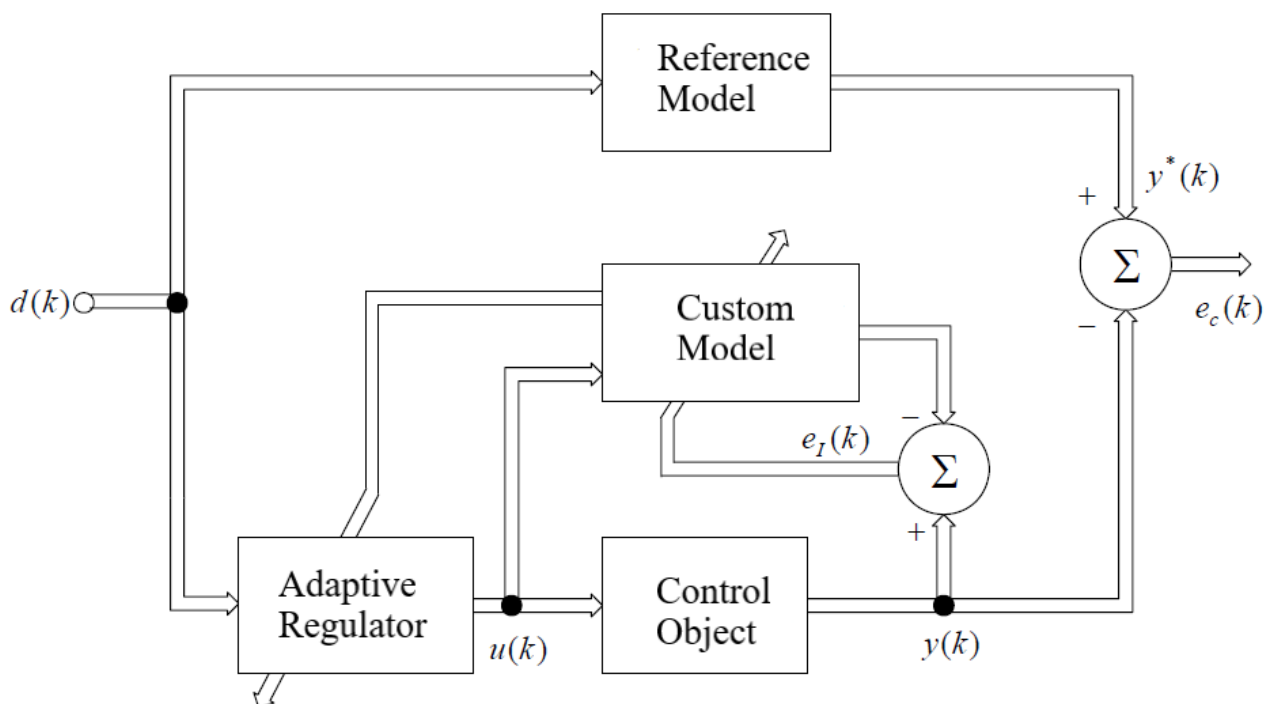 Reference
Model
y*(k)
+
Σ
−
e_c(k)
d(k)
Custom
Model
−
e_I(k)
Σ
+
Adaptive
Regulator
u(k)
Control
Object
y(k)